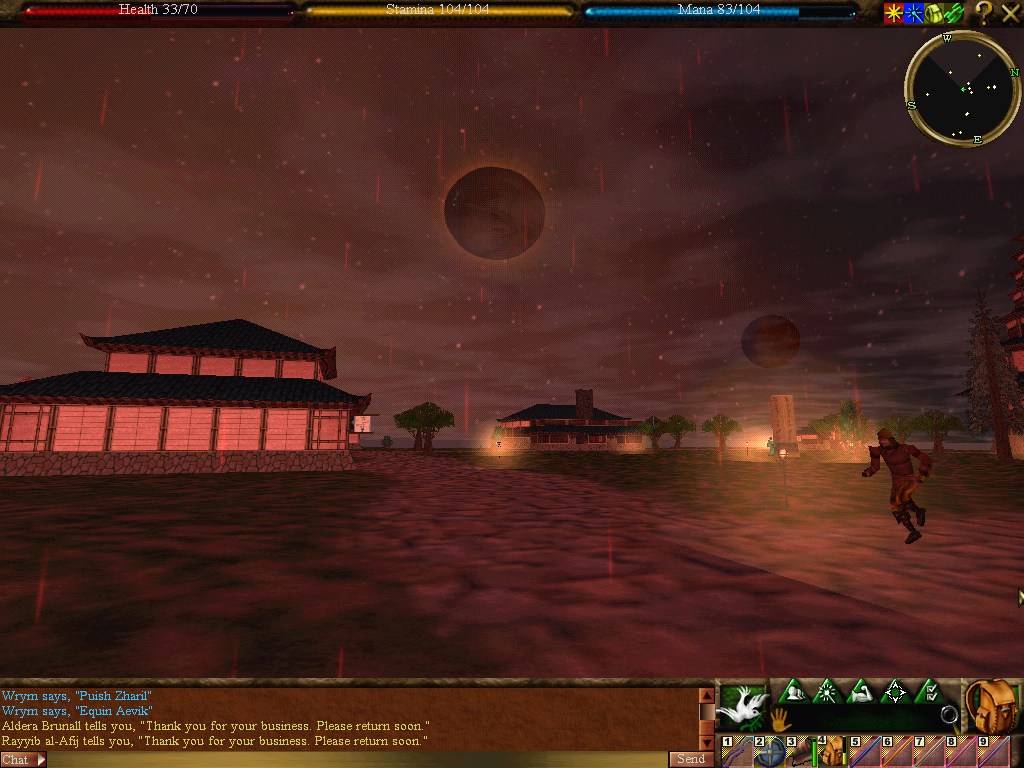 Health 33/70
Stamina 104/104
Mana 83/104
W
N
S
E
Wrym says, "Puish Zharil"
Wrym says, "Equin Aevik"
Aldera Brunall tells you, "Thank you for your business. Please return soon."
Rayyib al-Afij tells you, "Thank you for your business. Please return soon."
Chat
Send
1 2 3 4 5 6 7 8 9